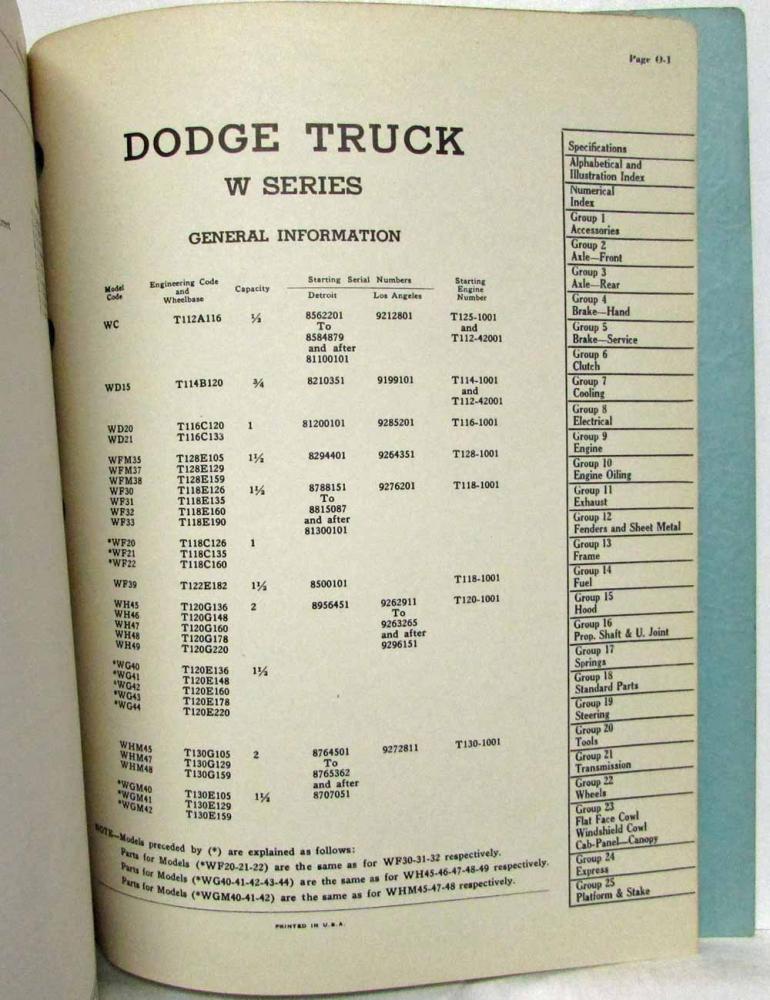 Page 0-1
DODGE TRUCK
W SERIES
GENERAL INFORMATION
Model Code
Engineering Code and Wheelbase
Capacity
Starting Serial Numbers
Detroit
Los Angeles
Starting Engine Number
WC T112A116 ½ 8562201 9212801 T125-1001
To and
8584879 T112-42001
and after
81100101
WD15 T114B120 ¾ 8210351 9199101 T114-1001
and
T112-42001
WD20 T116C120 1 81200101 9285201 T116-1001
WD21 T116C133
WFM35 T128E105 1½ 8294401 9264351 T128-1001
WFM37 T128E129
WFM38 T128E159
WF30 T118E126 1½ 8788151 9276201 T118-1001
WF31 T118E135 To
WF32 T118E160 8815087
WF33 T118E190 and after
81300101
*WF20 T118C126 1
*WF21 T118C135
*WF22 T118C160
WF39 T122E182 1½ 8500101 T118-1001
WH45 T120G136 2 8956451 9262911 T120-1001
WH46 T120G148 To
WH47 T120G160 9263265
WH48 T120G178 and after
WH49 T120G220 9296151
*WG40 T120E136 1½
*WG41 T120E148
*WG42 T120E160
*WG43 T120E178
*WG44 T120E220
WHM45 T130G105 2 8764501 9272811 T130-1001
WHM47 T130G129 To
WHM48 T130G159 8765362
and after
*WGM40 T130E105 1½ 8707051
*WGM41 T130E129
*WGM42 T130E159
NOTE—Models preceded by (*) are explained as follows:
Parts for Models (*WF20-21-22) are the same as for WF30-31-32 respectively.
Parts for Models (*WG40-41-42-43-44) are the same as for WH45-46-47-48-49 respectively.
Parts for Models (*WGM40-41-42) are the same as for WHM45-47-48 respectively.
PRINTED IN U.S.A.
Specifications
Alphabetical and
Illustration Index
Numerical
Index
Group 1
Accessories
Group 2
Axle—Front
Group 3
Axle—Rear
Group 4
Brake—Hand
Group 5
Brake—Service
Group 6
Clutch
Group 7
Cooling
Group 8
Electrical
Group 9
Engine
Group 10
Engine Oiling
Group 11
Exhaust
Group 12
Fenders and Sheet Metal
Group 13
Frame
Group 14
Fuel
Group 15
Hood
Group 16
Prop. Shaft & U. Joint
Group 17
Springs
Group 18
Standard Parts
Group 19
Steering
Group 20
Tools
Group 21
Transmission
Group 22
Wheels
Group 23
Flat Face Cowl
Windshield Cowl
Cab-Panel—Canopy
Group 24
Express
Group 25
Platform & Stake